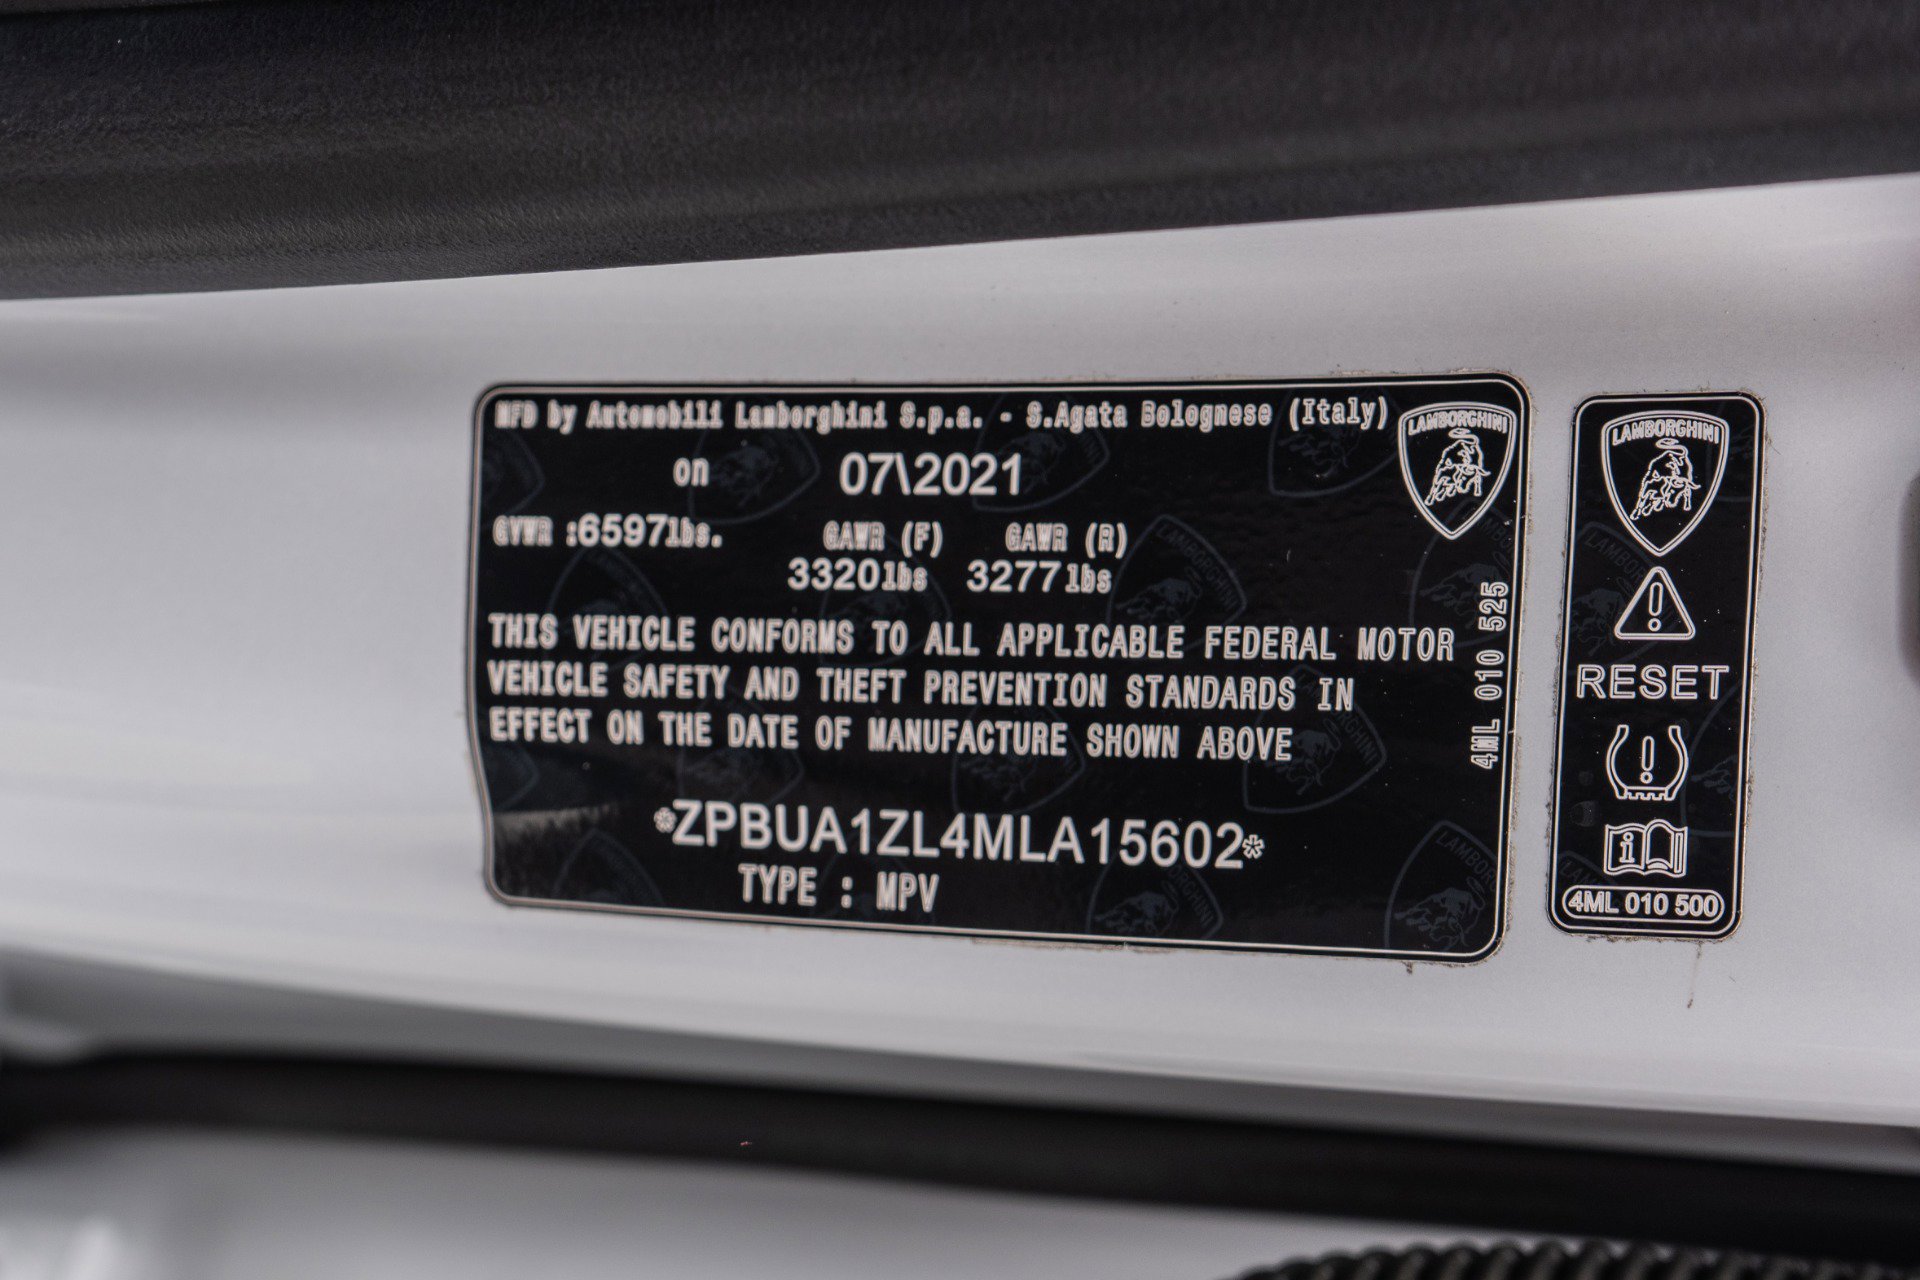 MFD by Automobili Lamborghini S.p.a. - S.Agata Bolognese (Italy)
on 07\2021
GVWR :6597lbs. GAWR (F) GAWR (R)
3320lbs 3277lbs
THIS VEHICLE CONFORMS TO ALL APPLICABLE FEDERAL MOTOR
VEHICLE SAFETY AND THEFT PREVENTION STANDARDS IN
EFFECT ON THE DATE OF MANUFACTURE SHOWN ABOVE
*ZPBUA1ZL4MLA15602*
TYPE : MPV
LAMBORGHINI
4ML 010 525
LAMBORGHINI
RESET
4ML 010 500